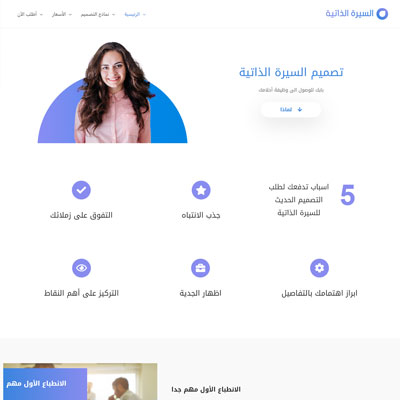 السيرة الذاتية
الرئيسية
نماذج التصميم
الأسعار
أطلب الآن
تصميم السيرة الذاتية
بابك للوصول الى وظيفة أحلامك
لماذا
5
اسباب تدفعك لطلب
التصميم الحديث
للسيرة الذاتية
جذب الانتباه
التفوق على زملائك
ابراز اهتمامك بالتفاصيل
اظهار الجدية
التركيز على أهم النقاط
الانطباع الأول مهم جدا
الانطباع الأول مهم